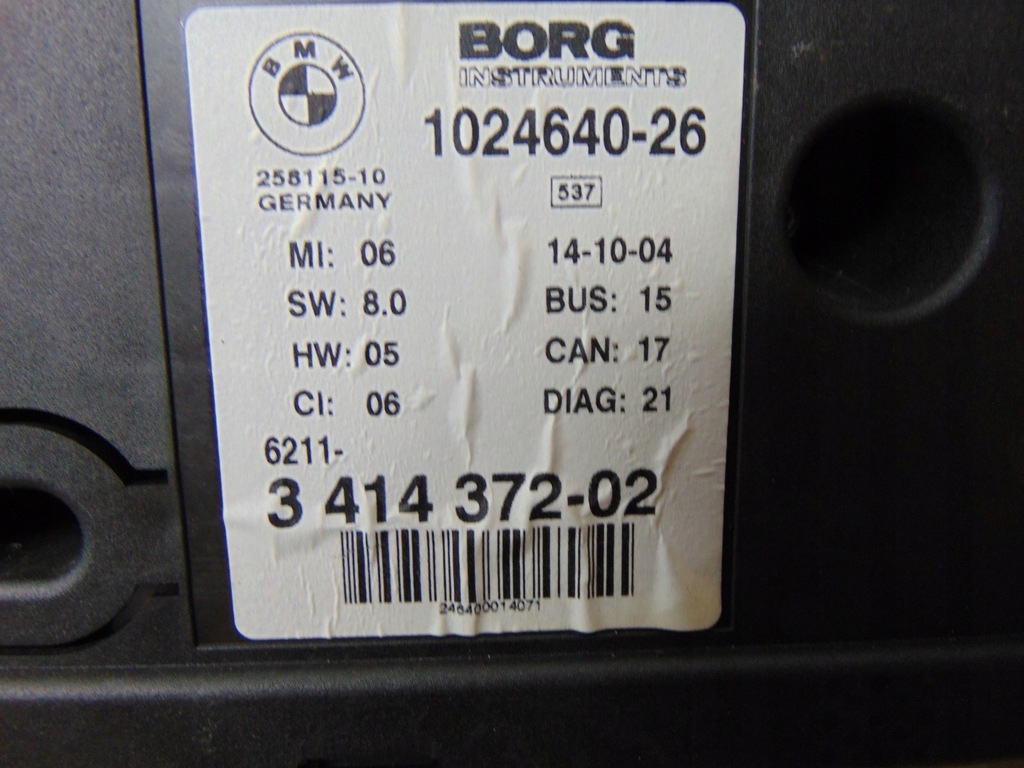 BMW
BORG
INSTRUMENTS
1024640-26
258115-10
GERMANY
537
MI: 06
14-10-04
SW: 8.0
BUS: 15
HW: 05
CAN: 17
CI: 06
DIAG: 21
6211-
3 414 372-02
246400014071